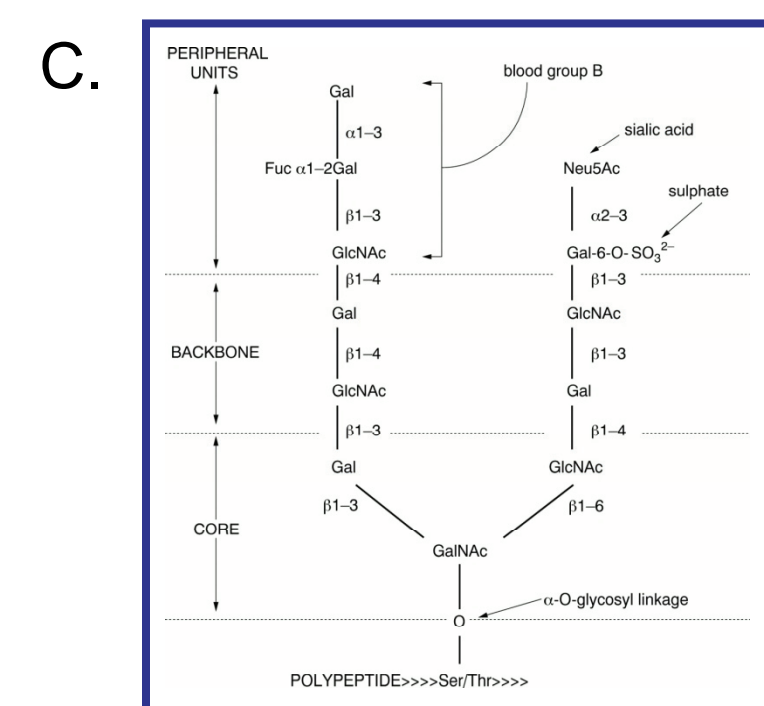 C.
PERIPHERAL
UNITS
blood group B
Gal
α1–3
sialic acid
Fuc α1–2Gal
Neu5Ac
sulphate
β1–3
α2–3
GlcNAc
Gal-6-O-SO₃²⁻
β1–4
β1–3
Gal
GlcNAc
BACKBONE
β1–4
β1–3
GlcNAc
Gal
β1–3
β1–4
Gal
GlcNAc
β1–3
β1–6
CORE
GalNAc
α-O-glycosyl linkage
O
POLYPEPTIDE>>>>Ser/Thr>>>>